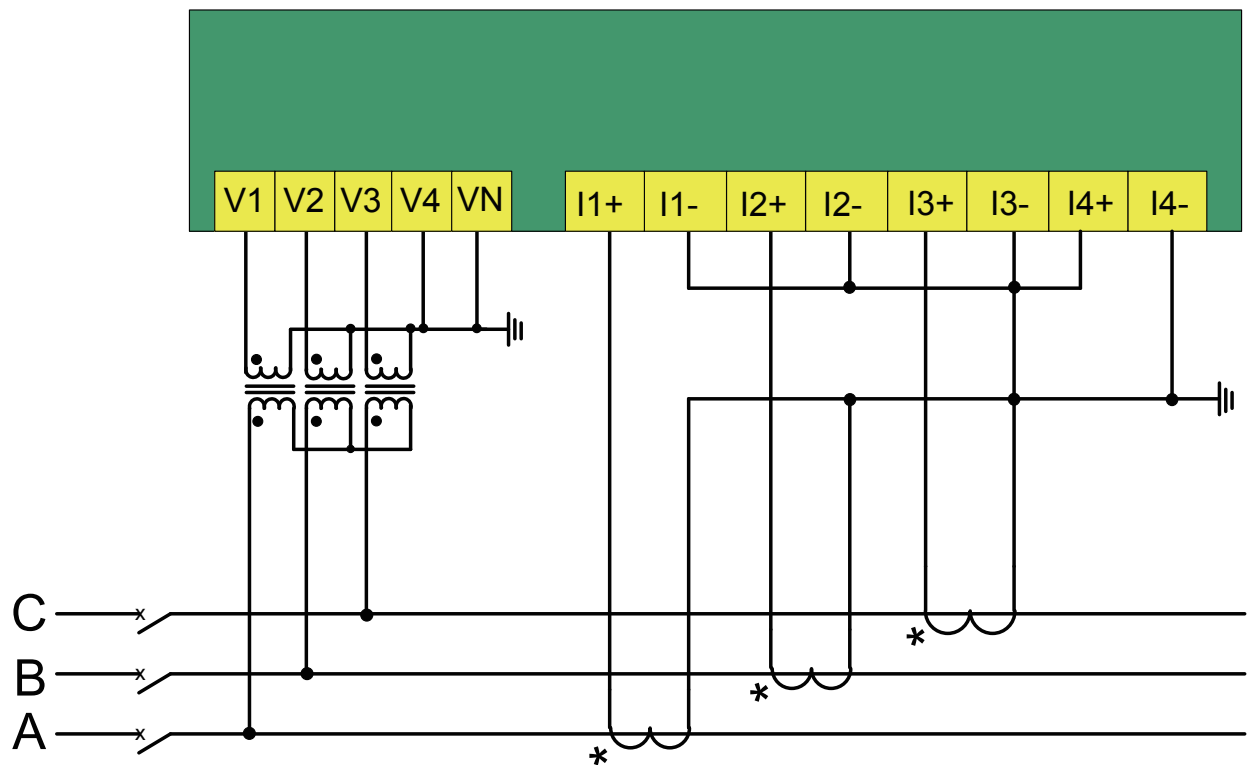 V1 V2 V3 V4 VN I1+ I1- I2+ I2- I3+ I3- I4+ I4-
C x
*
B x
*
A x
*